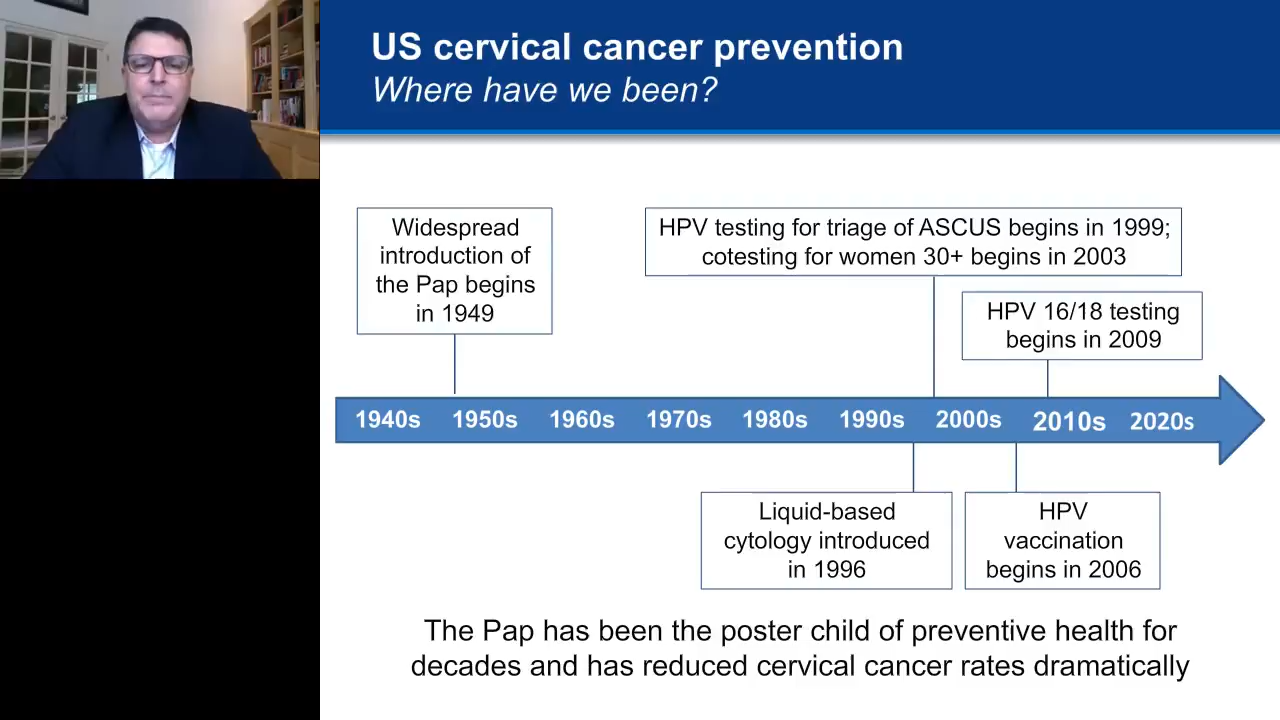 US cervical cancer prevention
Where have we been?
Widespread
introduction of
the Pap begins
in 1949
HPV testing for triage of ASCUS begins in 1999;
cotesting for women 30+ begins in 2003
HPV 16/18 testing
begins in 2009
1940s 1950s 1960s 1970s 1980s 1990s 2000s 2010s 2020s
Liquid-based
cytology introduced
in 1996
HPV
vaccination
begins in 2006
The Pap has been the poster child of preventive health for
decades and has reduced cervical cancer rates dramatically